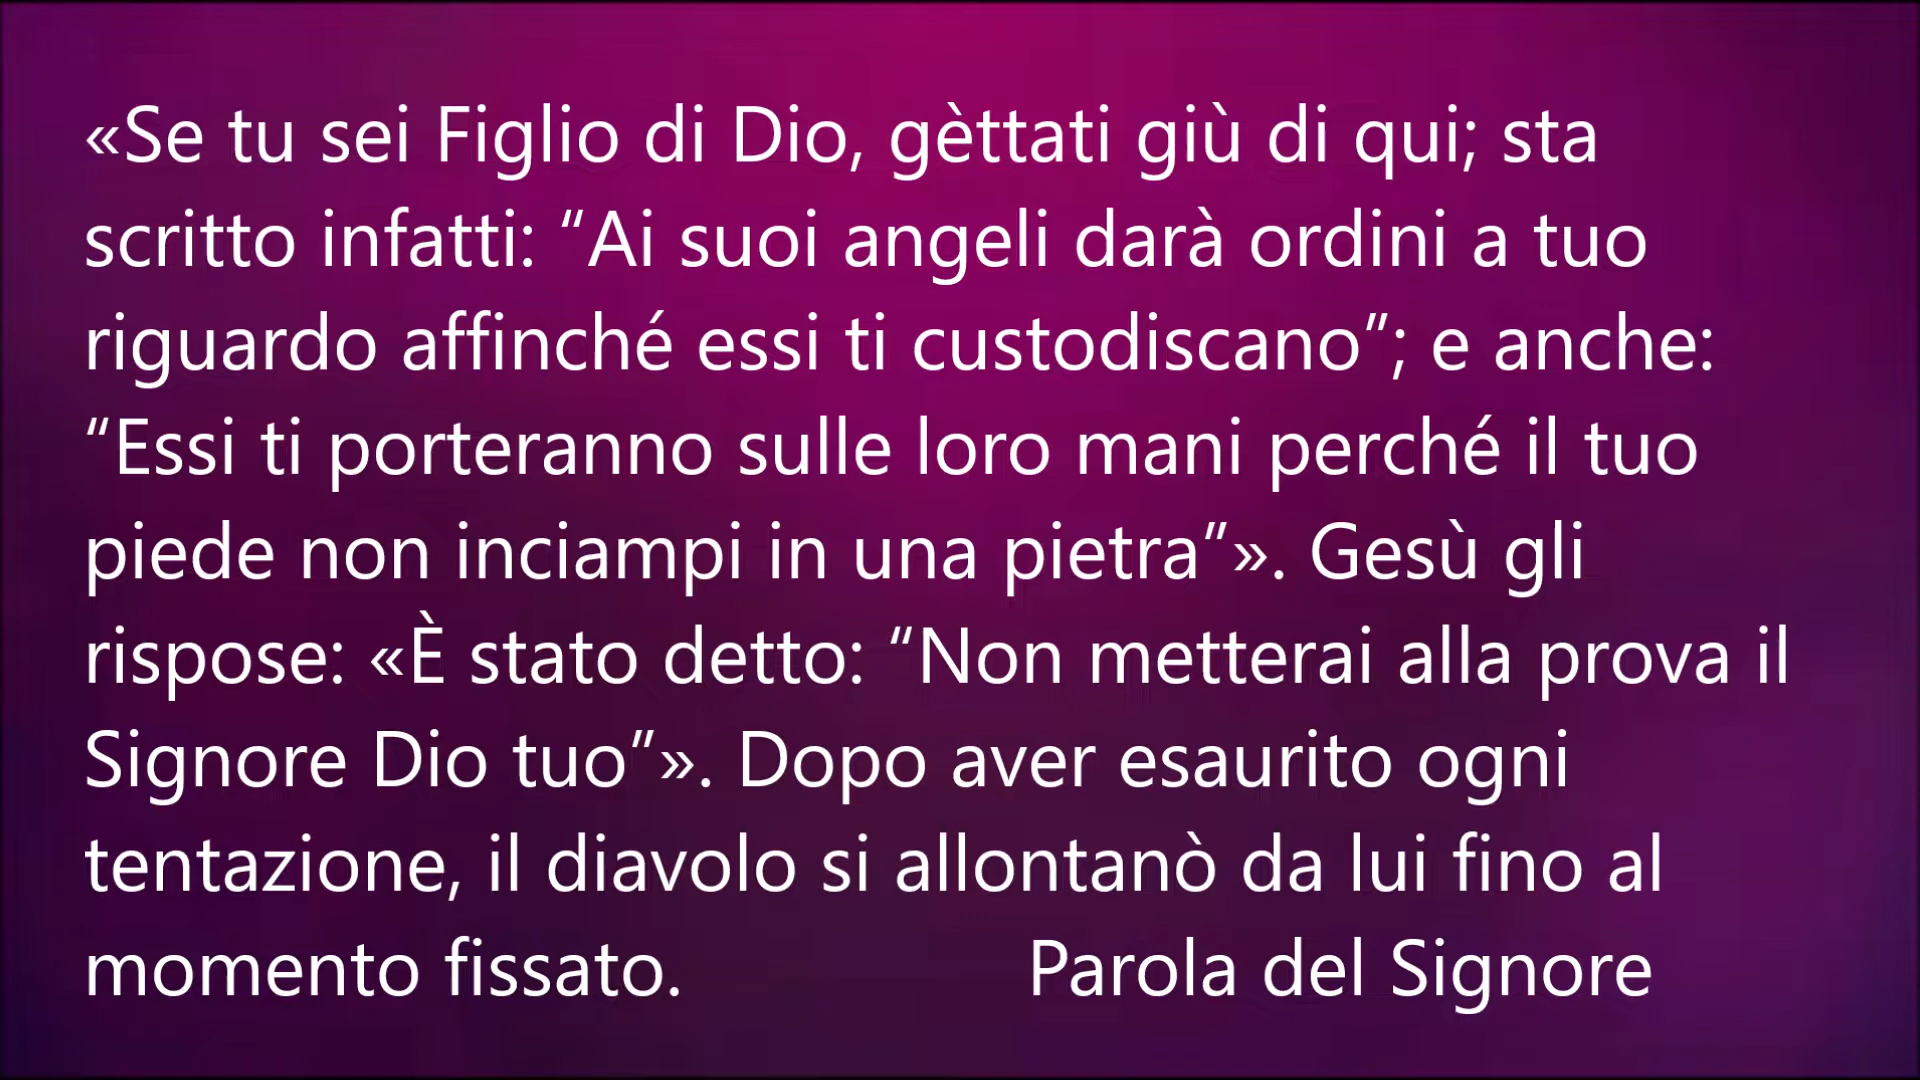 «Se tu sei Figlio di Dio, gèttati giù di qui; sta
scritto infatti: “Ai suoi angeli darà ordini a tuo
riguardo affinché essi ti custodiscano”; e anche:
“Essi ti porteranno sulle loro mani perché il tuo
piede non inciampi in una pietra”». Gesù gli
rispose: «È stato detto: “Non metterai alla prova il
Signore Dio tuo”». Dopo aver esaurito ogni
tentazione, il diavolo si allontanò da lui fino al
momento fissato. Parola del Signore